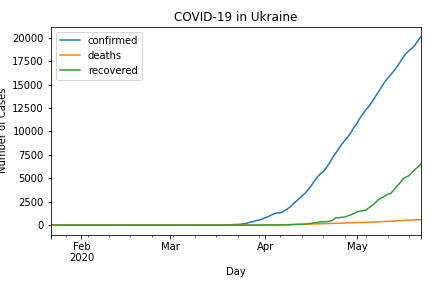 COVID-19 in Ukraine
confirmed
deaths
recovered
20000
17500
15000
12500
10000
7500
5000
2500
0
Number of Cases
Feb
2020
Mar
Apr
May
Day